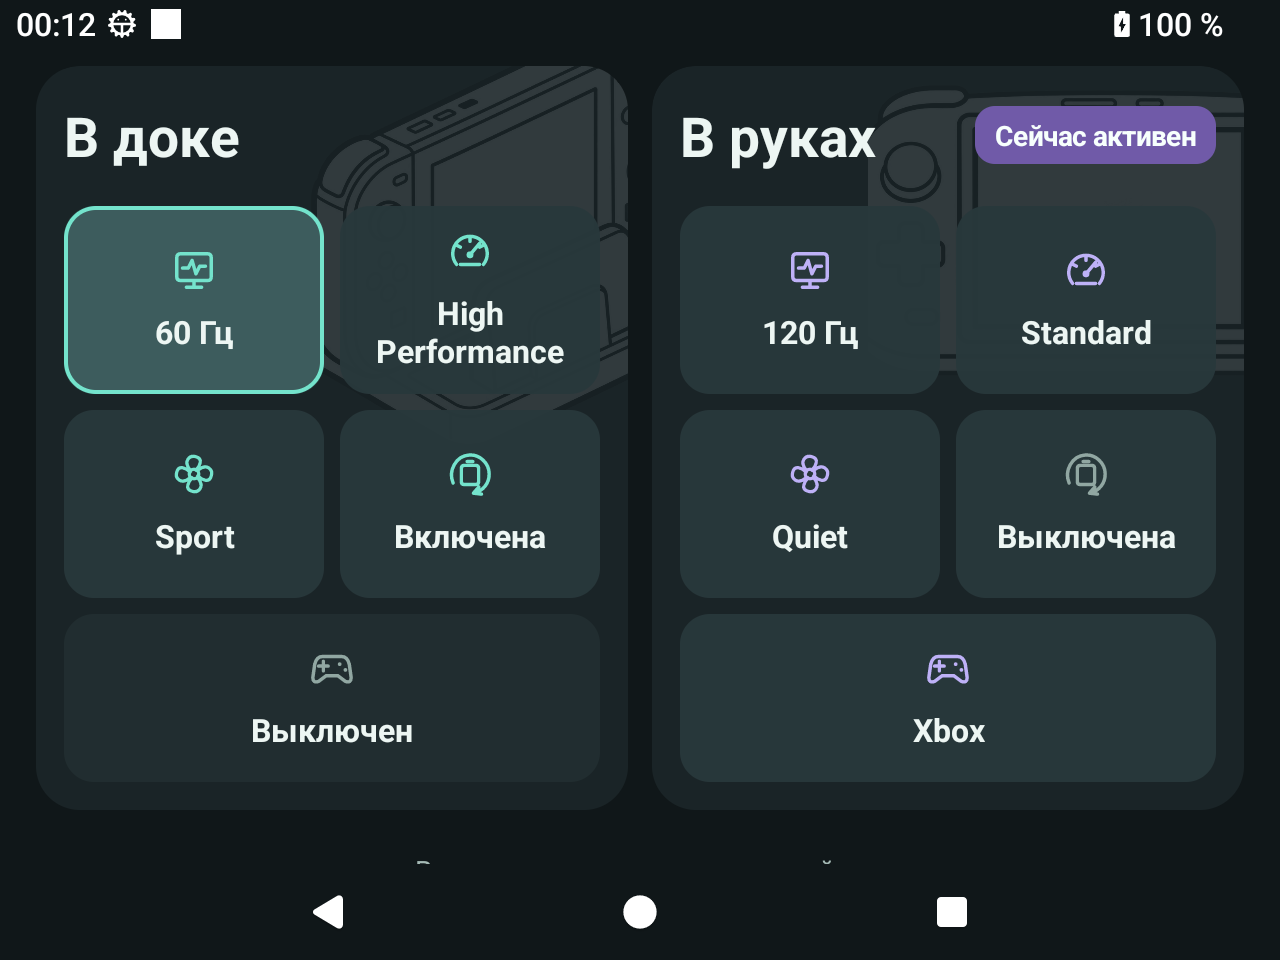 00:12
100 %
В доке
60 Гц
High
Performance
Sport
Включена
Выключен
В руках
Сейчас активен
120 Гц
Standard
Quiet
Выключена
Xbox